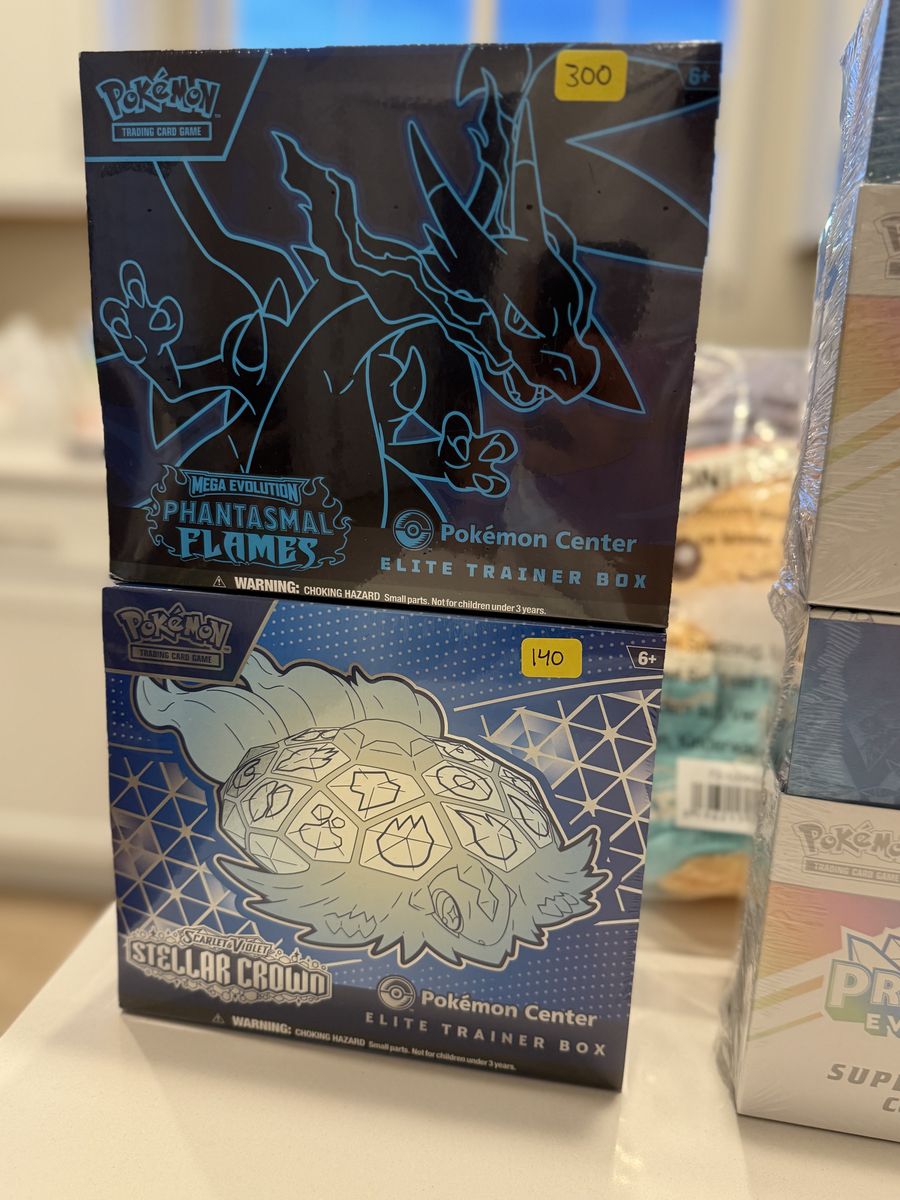 POKéMON
TRADING CARD GAME
300
6+
MEGA EVOLUTION
PHANTASMAL
FLAMES
Pokémon Center
ELITE TRAINER BOX
WARNING: CHOKING HAZARD Small parts. Not for children under 3 years.
POKéMON
TRADING CARD GAME
140
6+
SCARLET & VIOLET
STELLAR CROWN
Pokémon Center
ELITE TRAINER BOX
WARNING: CHOKING HAZARD Small parts. Not for children under 3 years.
TRADING CARD GAME